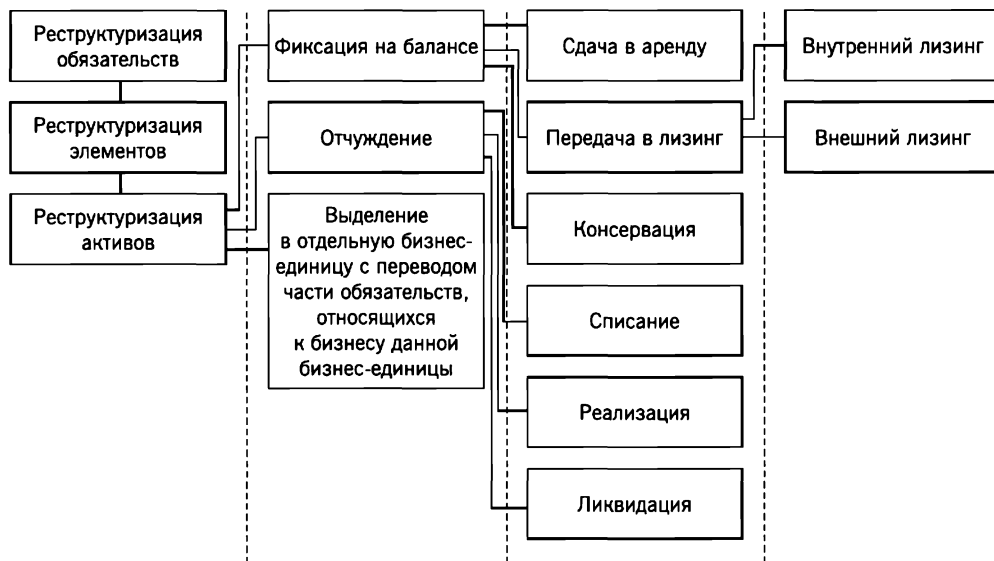 Реструктуризация
обязательств
Реструктуризация
элементов
Реструктуризация
активов
Фиксация на балансе
Отчуждение
Выделение
в отдельную бизнес-
единицу с переводом
части обязательств,
относящихся
к бизнесу данной
бизнес-единицы
Сдача в аренду
Передача в лизинг
Консервация
Списание
Реализация
Ликвидация
Внутренний лизинг
Внешний лизинг